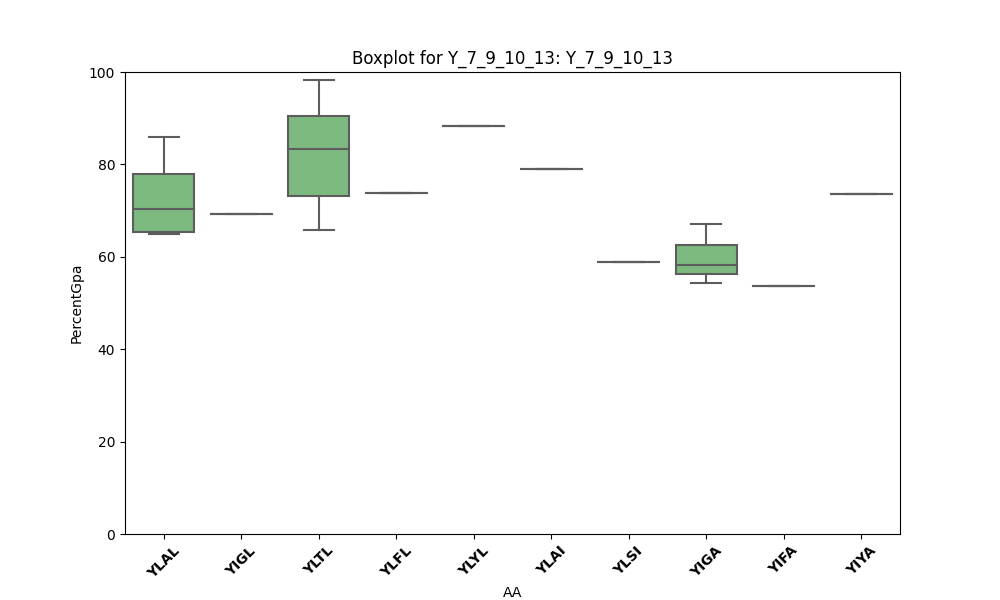 Boxplot for Y_7_9_10_13: Y_7_9_10_13
PercentGpa
100
80
60
40
20
0
YLAL
YIGL
YLTL
YLFL
YLYL
YLAI
YLSI
YIGA
YIFA
YIYA
AA